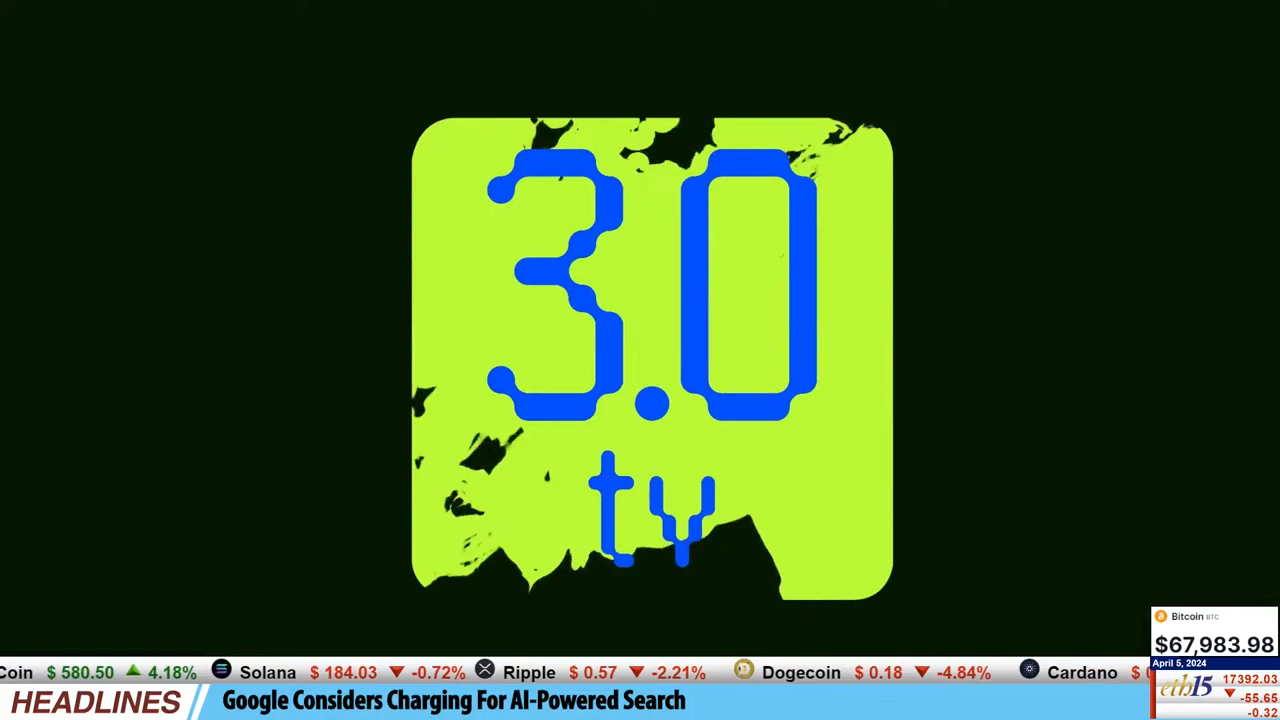 3.0
ty
Bitcoin BTC
$67,983.98
April 5, 2024
Coin $ 580.50 4.18% Solana $ 184.03 -0.72% Ripple $ 0.57 -2.21% Dogecoin $ 0.18 -4.84% Cardano $
eth15 17392.03
-55.65
-0.32
HEADLINES Google Considers Charging For AI-Powered Search